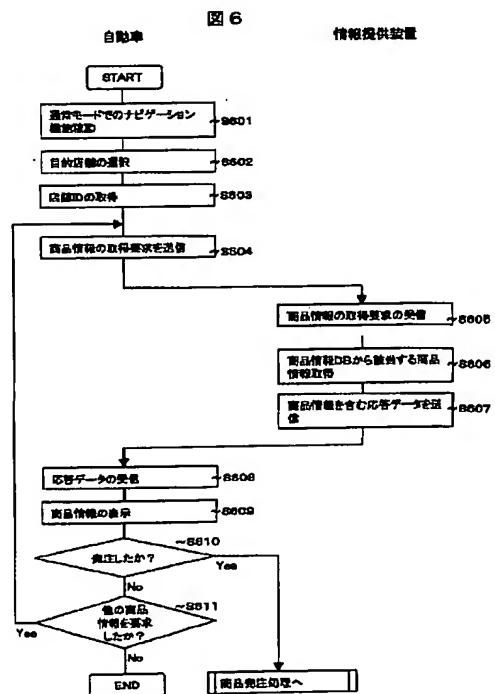 図 6
自動車
情報提供装置
START
通常モードでのナビゲーション
機能起動
S601
目的店舗の選択
S602
店舗IDの取得
S603
商品情報の取得要求を送信
S604
商品情報の取得要求の受信
S605
商品情報DBから該当する商品
情報取得
S606
商品情報を含む応答データを送
信
S607
応答データの受信
S608
商品情報の表示
S609
発注したか?
~S610
Yes
No
他の商品
情報を要求
したか?
~S611
Yes
No
END
商品発注処理へ